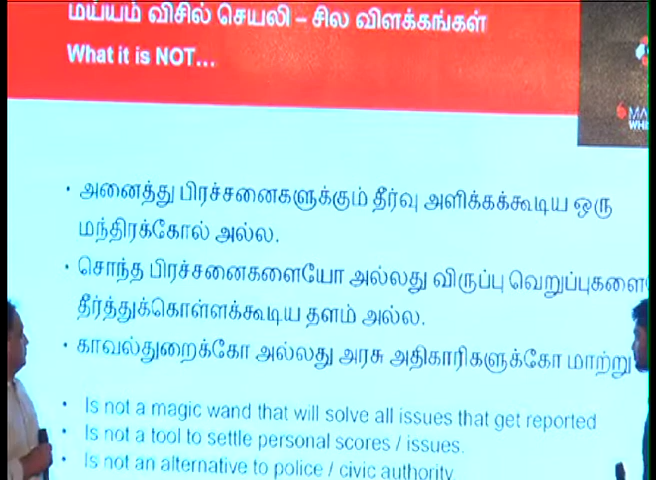 மய்யம் விசில் செயலி – சில விளக்கங்கள்
What it is NOT...
• அனைத்து பிரச்சனைகளுக்கும் தீர்வு அளிக்கக்கூடிய ஒரு
மந்திரக்கோல் அல்ல.
• சொந்த பிரச்சனைகளையோ அல்லது விருப்பு வெறுப்புகளை
தீர்த்துக்கொள்ளக்கூடிய தளம் அல்ல.
• காவல்துறைக்கோ அல்லது அரசு அதிகாரிகளுக்கோ மாற்று
• Is not a magic wand that will solve all issues that get reported
• Is not a tool to settle personal scores / issues.
• Is not an alternative to police / civic authority
MA
WH